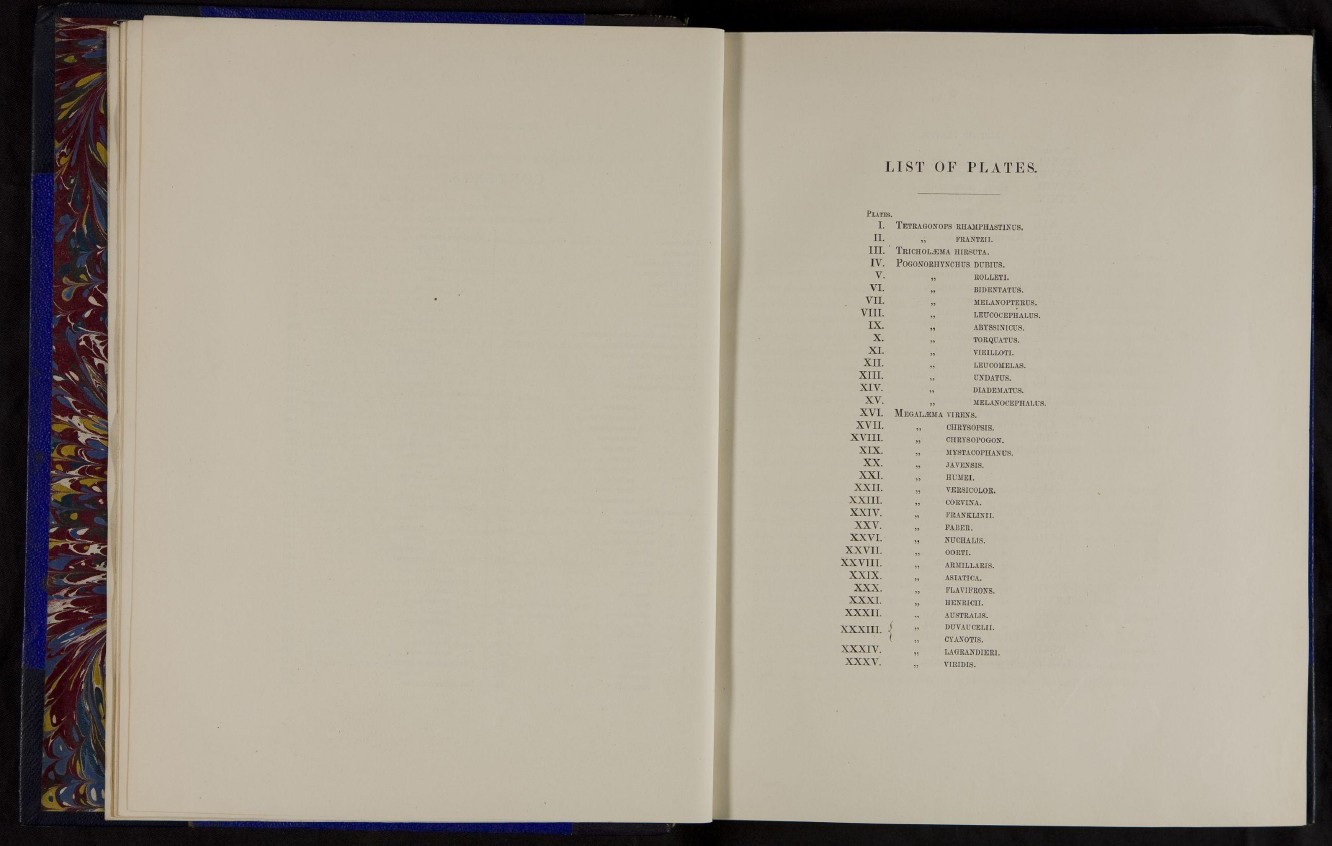 LIST OF PLATES.
PLATES.
I. TETRAGONOPS RHAMPHASTINUS.
II. „ FRANTZII.
III. TRICHOLÆMA HIRSUTA.
IV. POGONORHYNCHUS DUBIUS.
V. „ ROLLETI.
VI. „ BIDENTATUS.
VII. „ MELANOPTERUS.
VIII. „ LEUCOCEPHALUS.
IX. „ ABYSSINICUS.
X. „ TORQUATUS.
XI. „ VIEILLOTI.
XII. „ LEUCOMELAS.
XIII. „ UNDATUS.
XIV. „ DIADEMATUS.
XV. „ MELANOCEPHALUS.
XVI. MEGALÆMA VIRENS.
XVII. „ CHRYSOPSIS.
XVIII. „ CHRYSOPOGON.
XIX. „ MYSTACOPHANUS.
XX. „ JAVENSIS.
XXI. „ HUMEI.
XXII. „ VERSICOLOR.
XXIII. „ CORVINA.
XXIV. „ FRANKLINII.
XXV. „ FABER.
XXVI. „ NUCHALIS.
XXVII. „ OORTI.
XXVIII. „ ARMILLARIS.
XXIX. „ ASIATICA.
XXX. „ FLAVIFRONS.
XXXI. „ HENRICII.
XXXII. „ AUSTRALIS.
XXXIII. { „ DUVAUCELII.
„ CYANOTIS.
XXXIV. „ LAGRANDIERI.
XXXV. „ VIRIDIS.